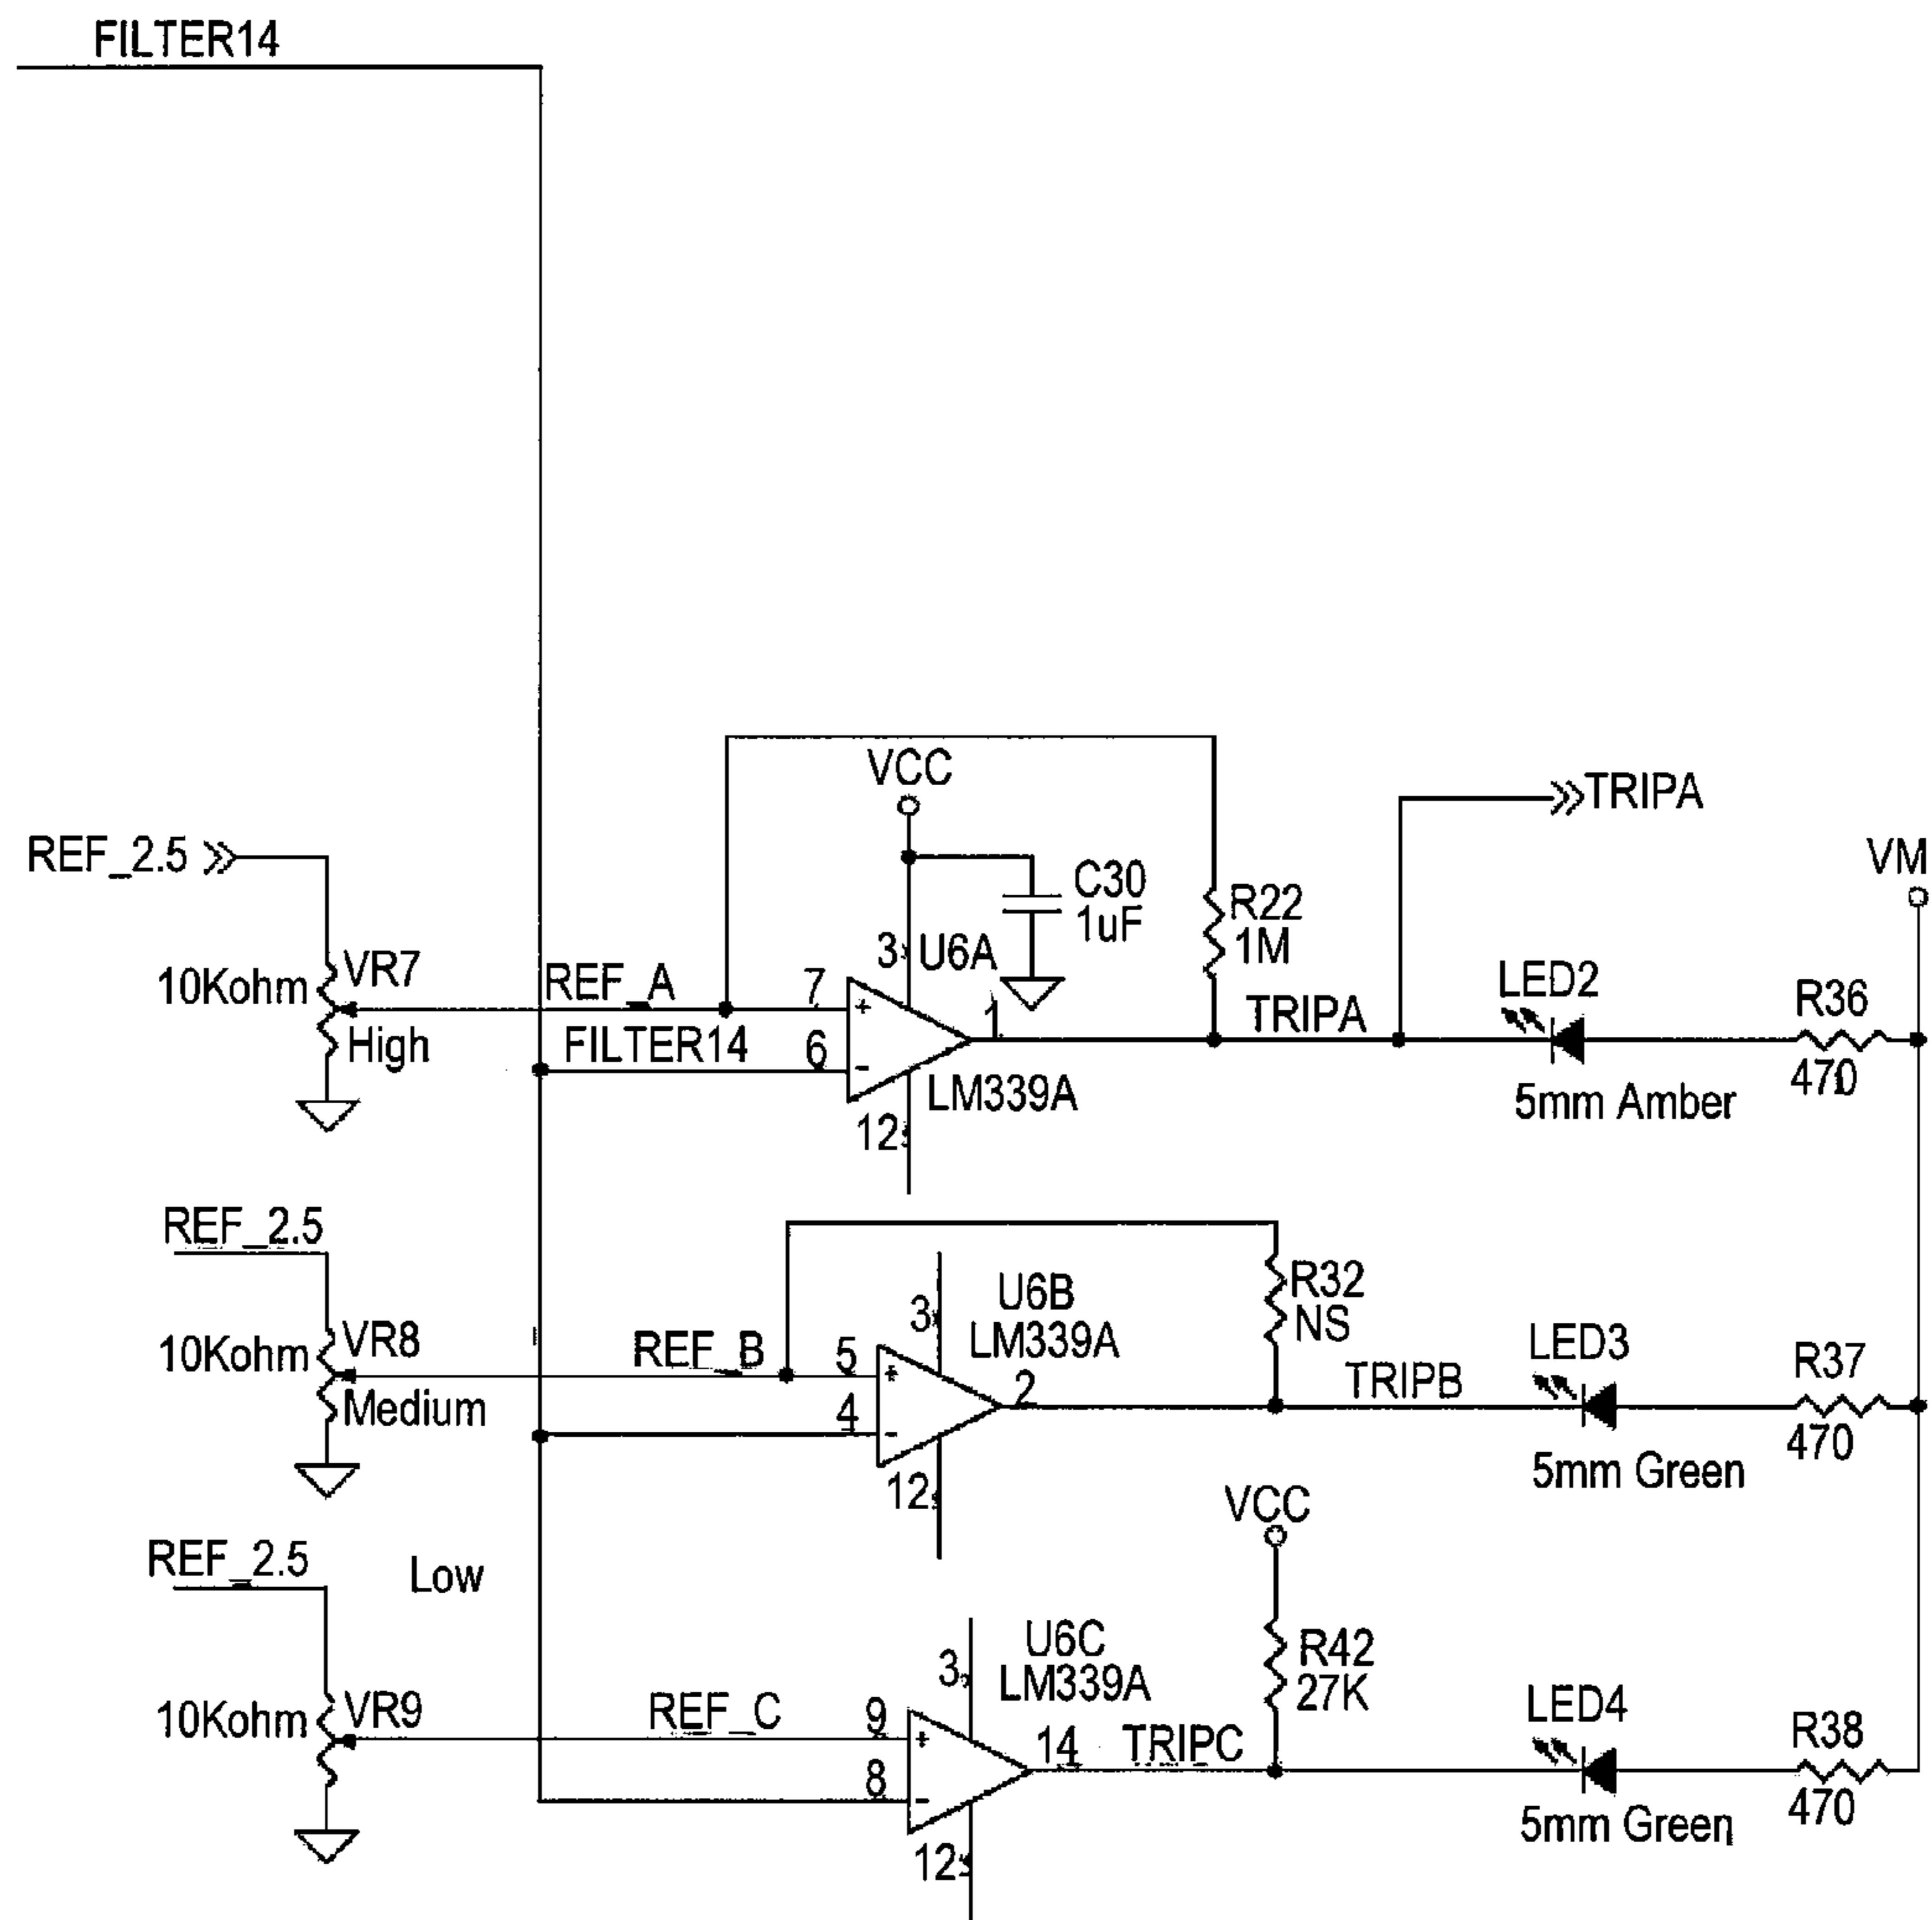 FILTER14
VCC
TRIPA
REF_2.5
VM
C30
1uF
R22
1M
3
U6A
VR7
10Kohm
High
REF_A
7
FILTER14
6
1
TRIPA
LED2
R36
470
LM339A
5mm Amber
12
REF_2.5
U6B
LM339A
3
R32
NS
VR8
10Kohm
Medium
REF_B
5
4
2
TRIPB
LED3
R37
470
5mm Green
12
VCC
REF_2.5
Low
U6C
LM339A
3
R42
27K
VR9
10Kohm
REF_C
9
8
14
TRIPC
LED4
R38
470
5mm Green
12